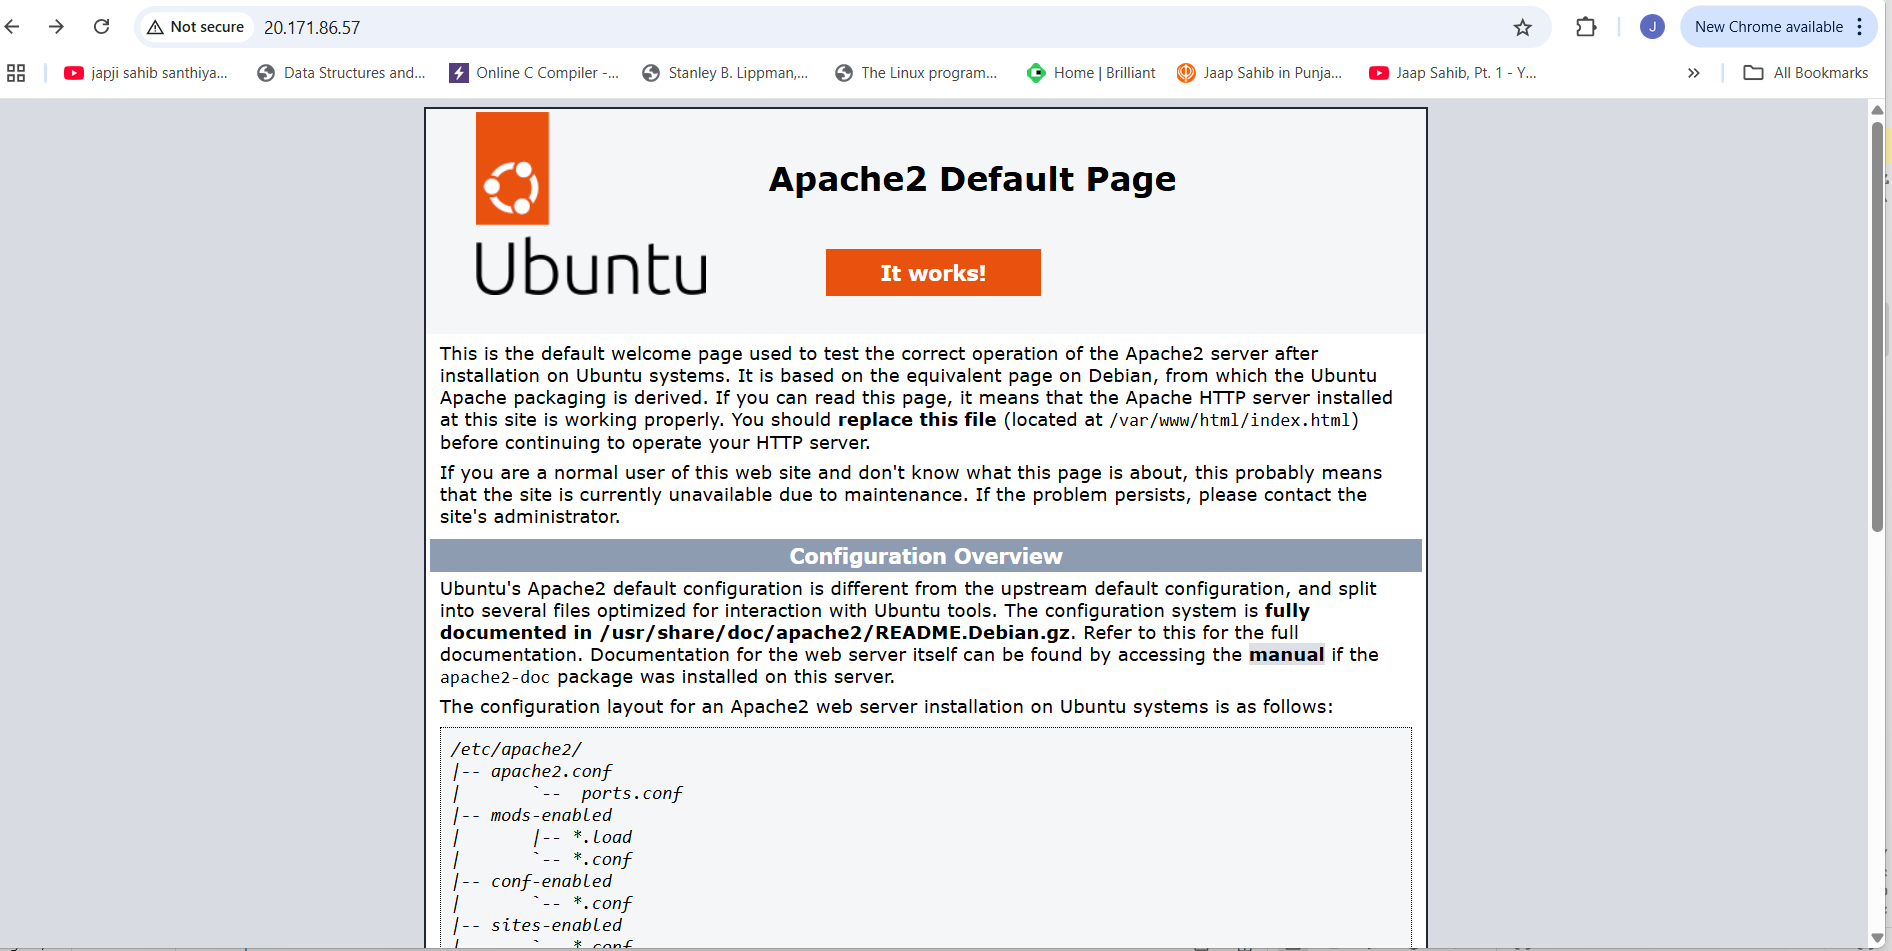 Not secure 20.171.86.57 J New Chrome available
japji sahib santhiya... Data Structures and... Online C Compiler -... Stanley B. Lippman,... The Linux program... Home | Brilliant Jaap Sahib in Punja... Jaap Sahib, Pt. 1 - Y... » All Bookmarks
Apache2 Default Page
Ubuntu
It works!
This is the default welcome page used to test the correct operation of the Apache2 server after
installation on Ubuntu systems. It is based on the equivalent page on Debian, from which the Ubuntu
Apache packaging is derived. If you can read this page, it means that the Apache HTTP server installed
at this site is working properly. You should replace this file (located at /var/www/html/index.html)
before continuing to operate your HTTP server.
If you are a normal user of this web site and don't know what this page is about, this probably means
that the site is currently unavailable due to maintenance. If the problem persists, please contact the
site's administrator.
Configuration Overview
Ubuntu's Apache2 default configuration is different from the upstream default configuration, and split
into several files optimized for interaction with Ubuntu tools. The configuration system is fully
documented in /usr/share/doc/apache2/README.Debian.gz. Refer to this for the full
documentation. Documentation for the web server itself can be found by accessing the manual if the
apache2-doc package was installed on this server.
The configuration layout for an Apache2 web server installation on Ubuntu systems is as follows:
/etc/apache2/
|-- apache2.conf
|       `--  ports.conf
|-- mods-enabled
|       |-- *.load
|       `-- *.conf
|-- conf-enabled
|       `-- *.conf
|-- sites-enabled
|       `-- *.conf